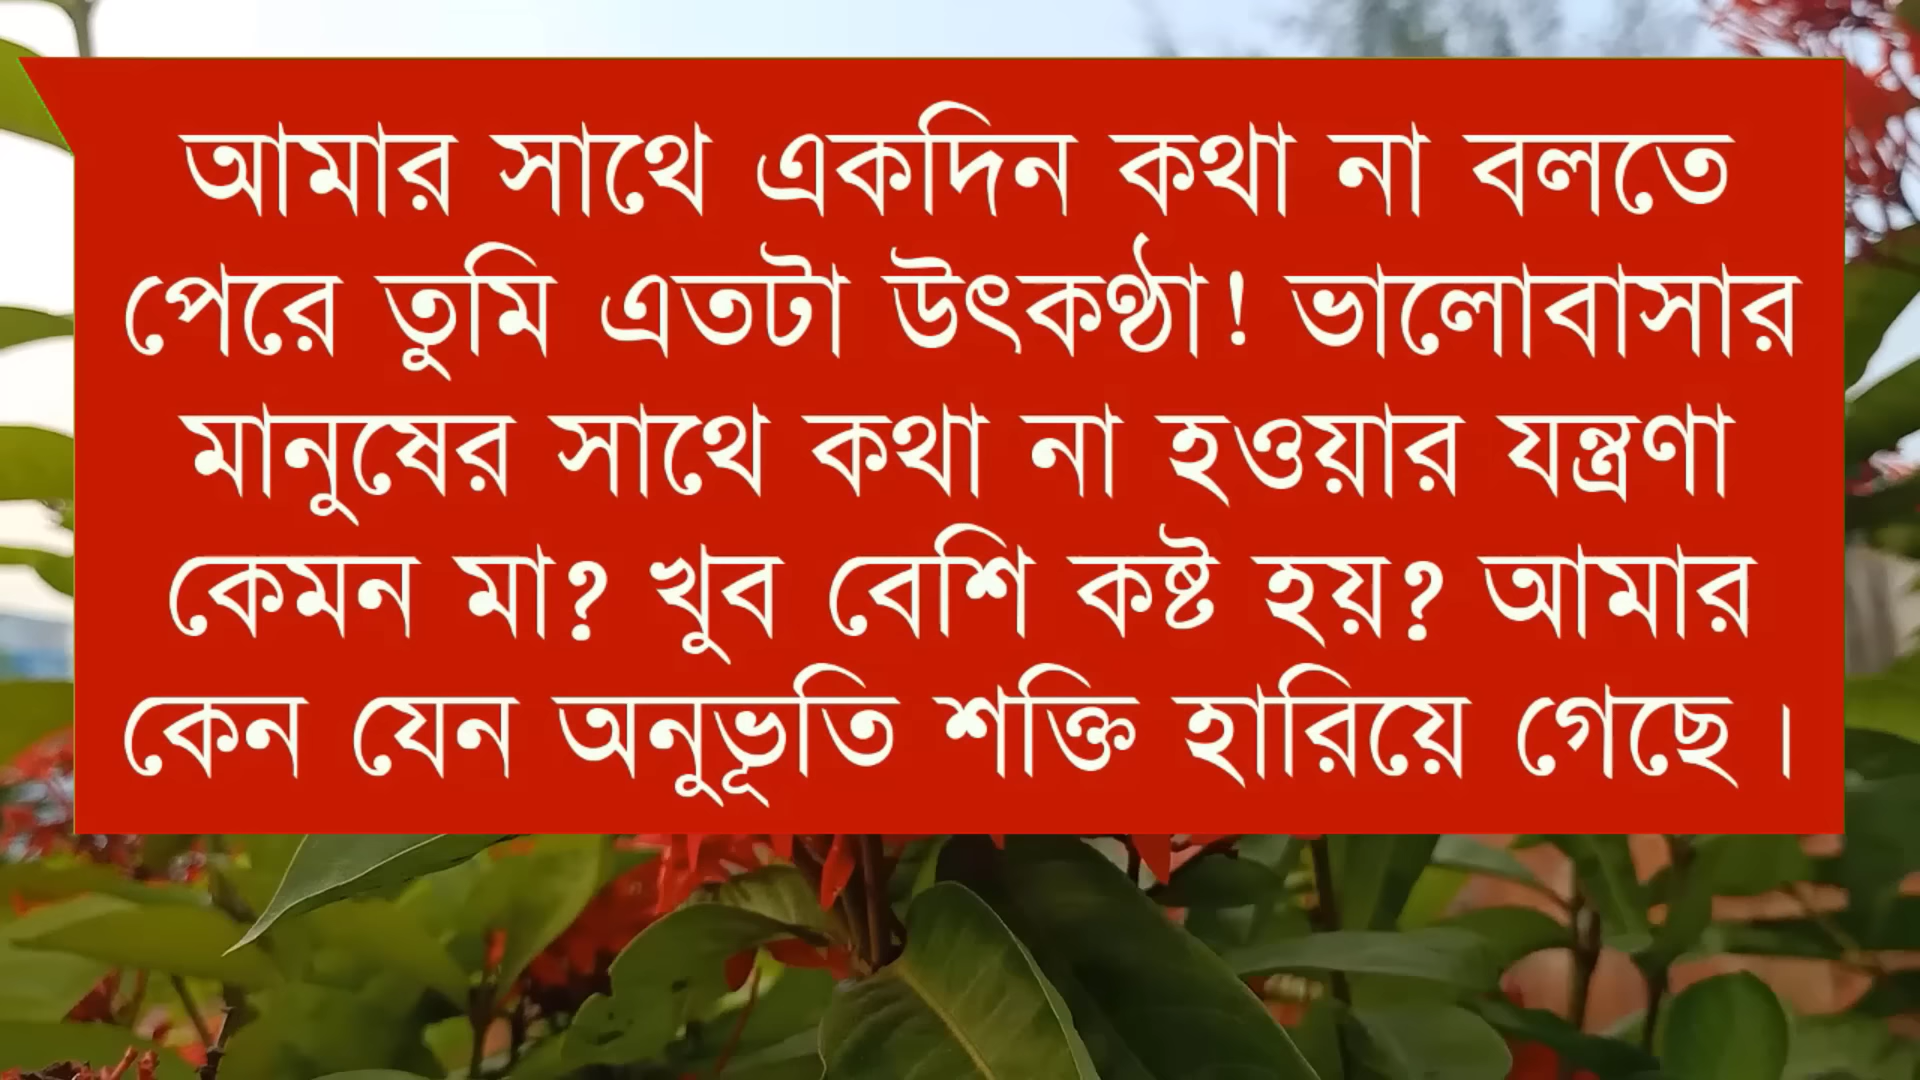 আমার সাথে একদিন কথা না বলতে
পেরে তুমি এতটা উৎকণ্ঠা! ভালোবাসার
মানুষের সাথে কথা না হওয়ার যন্ত্রণা
কেমন মা? খুব বেশি কষ্ট হয়? আমার
কেন যেন অনুভূতি শক্তি হারিয়ে গেছে।